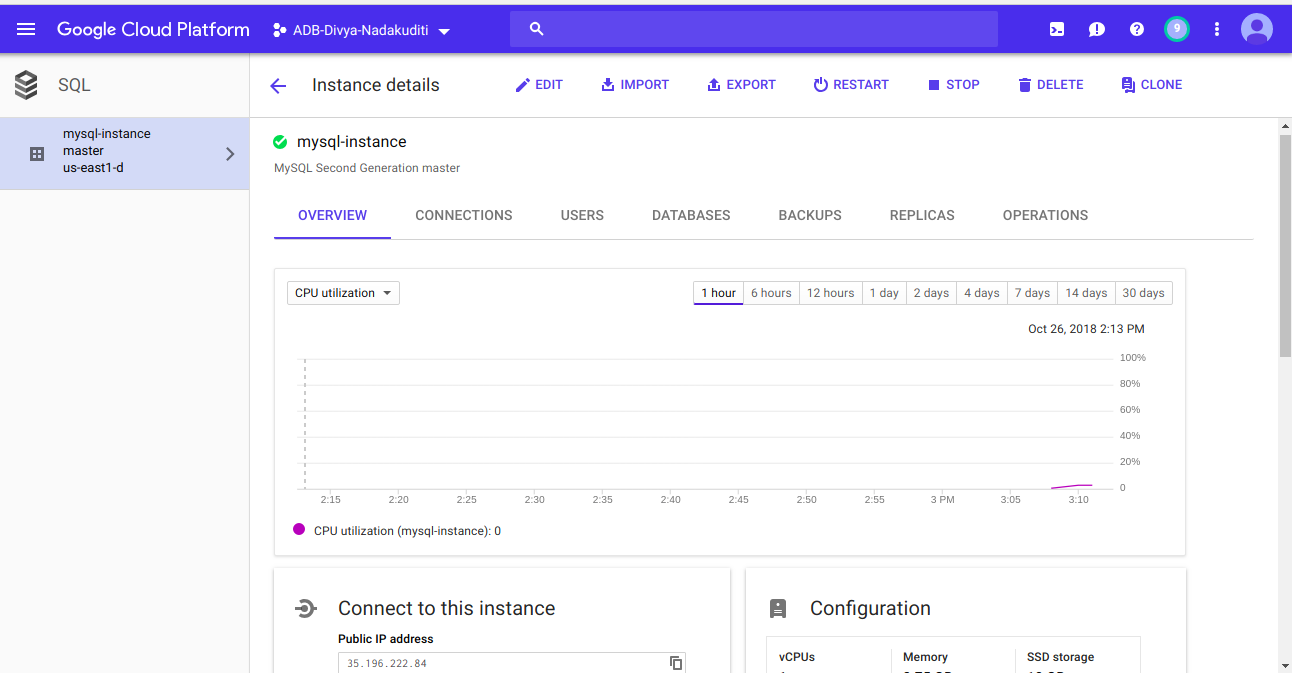 Google Cloud Platform ADB-Divya-Nadakuditi 9
SQL
Instance details EDIT IMPORT EXPORT RESTART STOP DELETE CLONE
mysql-instance
master
us-east1-d
mysql-instance
MySQL Second Generation master
OVERVIEW CONNECTIONS USERS DATABASES BACKUPS REPLICAS OPERATIONS
CPU utilization 1 hour 6 hours 12 hours 1 day 2 days 4 days 7 days 14 days 30 days
Oct 26, 2018 2:13 PM
100%
80%
60%
40%
20%
0
2:15 2:20 2:25 2:30 2:35 2:40 2:45 2:50 2:55 3 PM 3:05 3:10
CPU utilization (mysql-instance): 0
Connect to this instance
Public IP address
35.196.222.84
Configuration
vCPUs Memory SSD storage